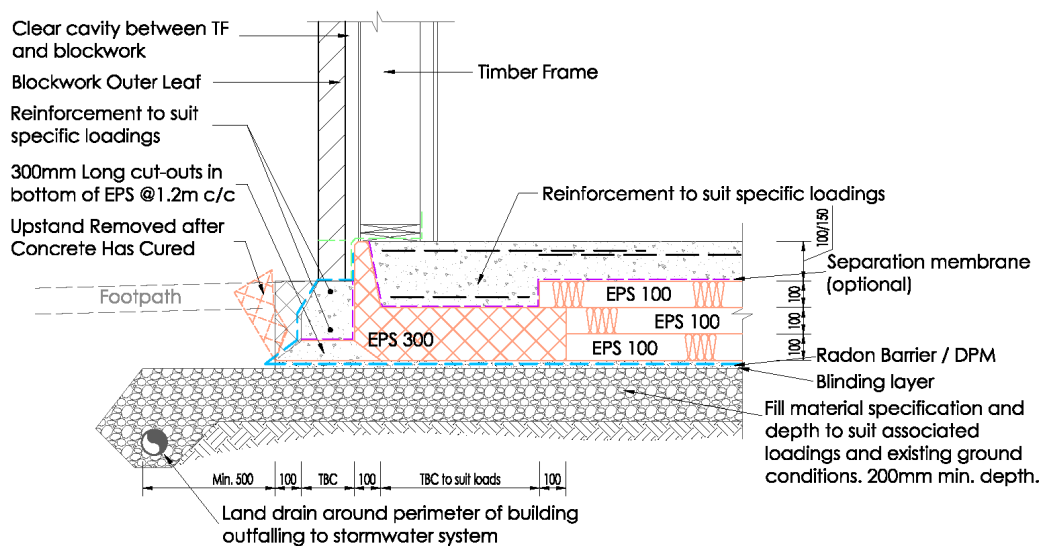 Clear cavity between TF
and blockwork
Blockwork Outer Leaf
Reinforcement to suit
specific loadings
300mm Long cut-outs in
bottom of EPS @1.2m c/c
Upstand Removed after
Concrete Has Cured
Footpath
Timber Frame
Reinforcement to suit specific loadings
100/150
Separation membrane
(optional)
EPS 100
100
EPS 100
100
EPS 300
EPS 100
100
Radon Barrier / DPM
Blinding layer
Fill material specification and
depth to suit associated
loadings and existing ground
conditions. 200mm min. depth.
Min. 500
100
TBC
100
TBC to suit loads
100
Land drain around perimeter of building
outfalling to stormwater system